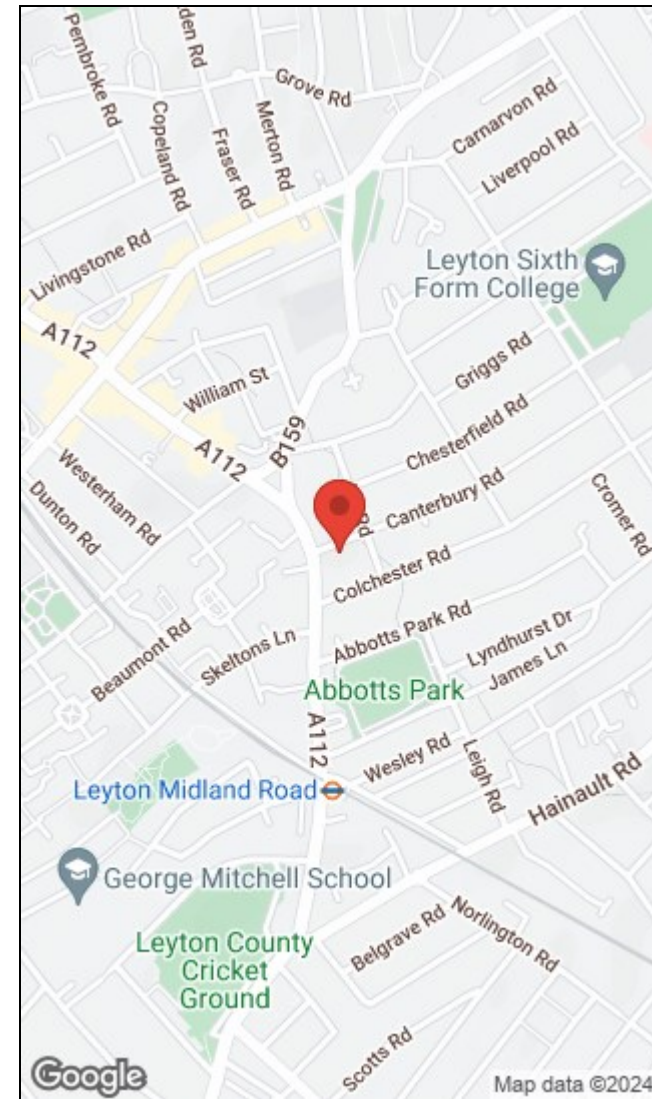 Pembroke Rd
den Rd
Grove Rd
Merton Rd
Fraser Rd
Copeland Rd
Carnarvon Rd
Liverpool Rd
Livingstone Rd
Leyton Sixth
Form College
A112
William St
Griggs Rd
B159
A112
Chesterfield Rd
Westerham Rd
Dunton Rd
Canterbury Rd
Rd
Cromer Rd
Colchester Rd
Skeltons Ln
Abbotts Park Rd
Beaumont Rd
Lyndhurst Dr
James Ln
Abbotts Park
A112
Wesley Rd
Leigh Rd
Hainault Rd
Leyton Midland Road
George Mitchell School
Belgrave Rd
Norlington Rd
Leyton County
Cricket
Ground
Scotts Rd
Google
Map data ©2024